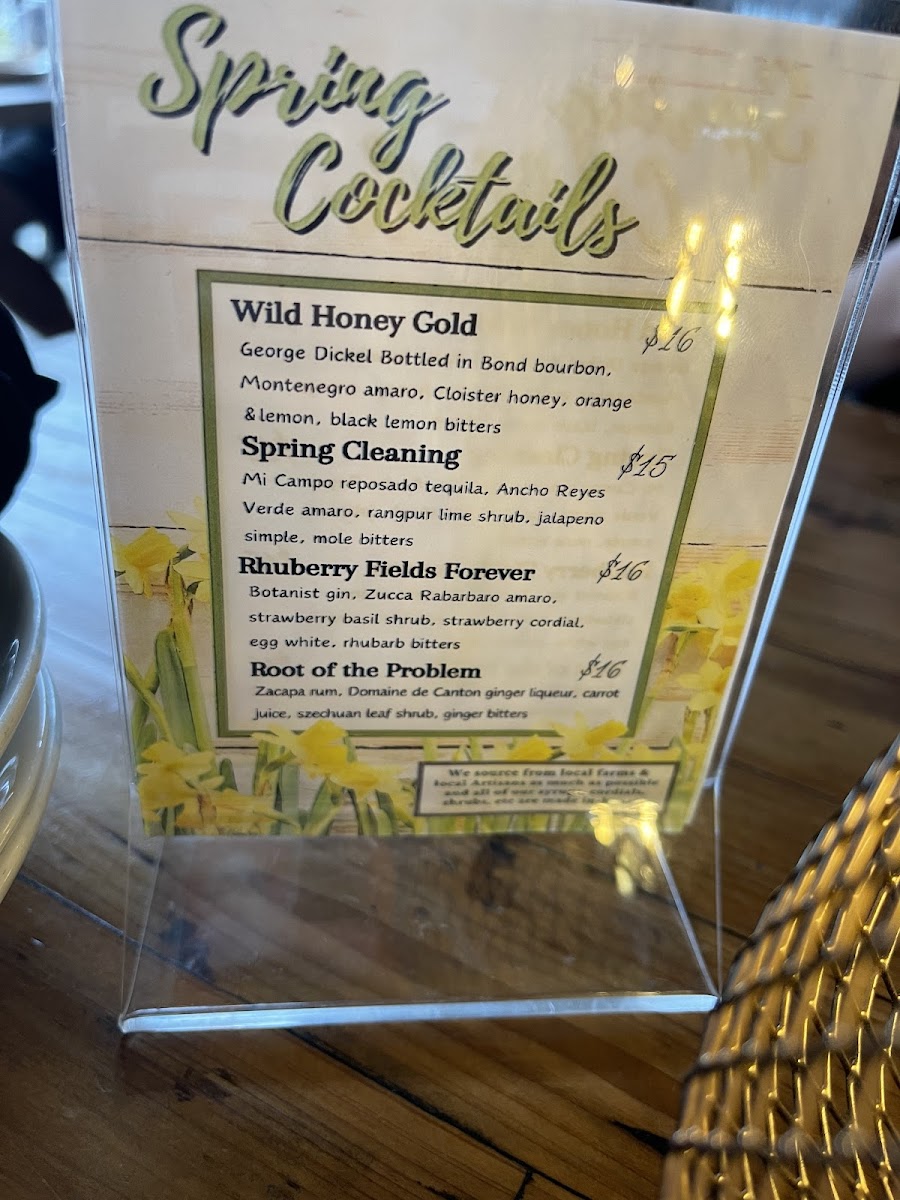 Spring
Cocktails
Wild Honey Gold $16
George Dickel Bottled in Bond bourbon,
Montenegro amaro, Cloister honey, orange
& lemon, black lemon bitters
Spring Cleaning $15
Mi Campo reposado tequila, Ancho Reyes
Verde amaro, rangpur lime shrub, jalapeno
simple, mole bitters
Rhuberry Fields Forever $16
Botanist gin, Zucca Rabarbaro amaro,
strawberry basil shrub, strawberry cordial,
egg white, rhubarb bitters
Root of the Problem $16
Zacapa rum, Domaine de Canton ginger liqueur, carrot
juice, szechuan leaf shrub, ginger bitters
We source from local farms &
local Artisans as much as possible
and all of our syrups, cordials,
shrubs, etc are made in